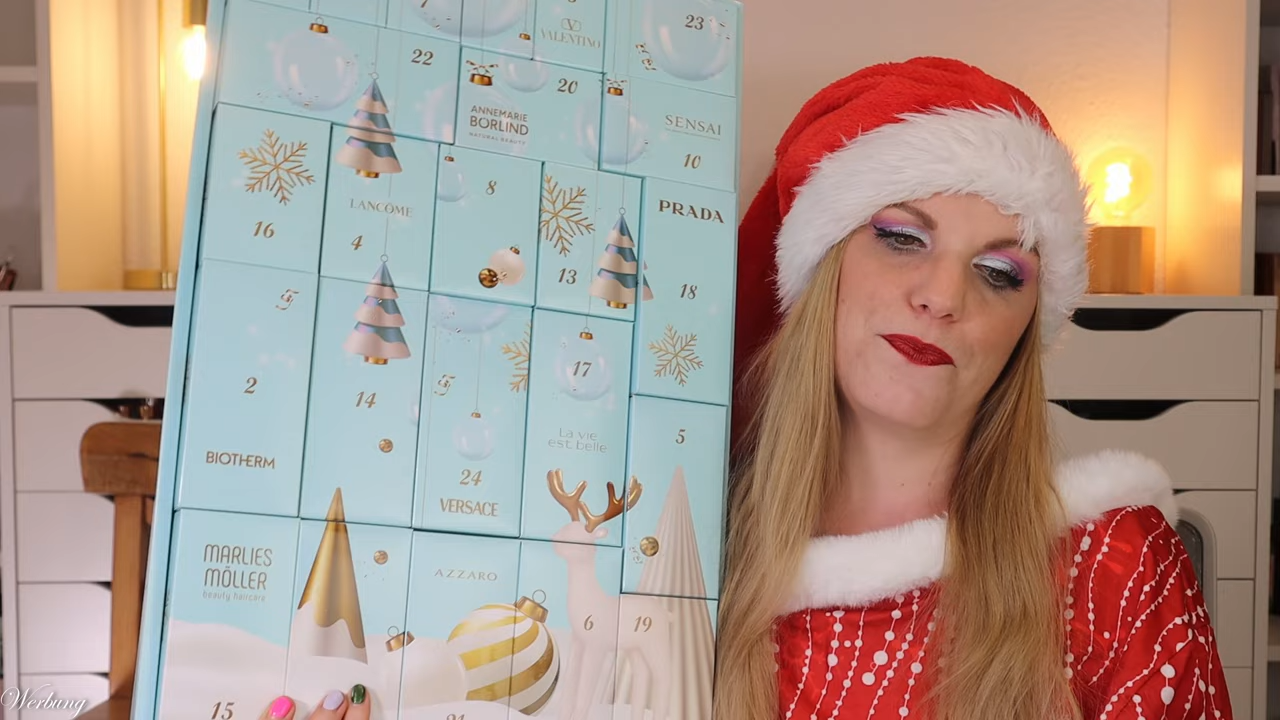 VALENTINO
23
22
20
ANNEMARIE
BÖRLIND
NATURAL BEAUTY
SENSAI
10
16
LANCÔME
4
8
13
PRADA
18
2
BIOTHERM
14
24
VERSACE
17
La vie
est belle
5
MARLIES
MÖLLER
beauty haircare
15
AZZARO
6
19
Werbung